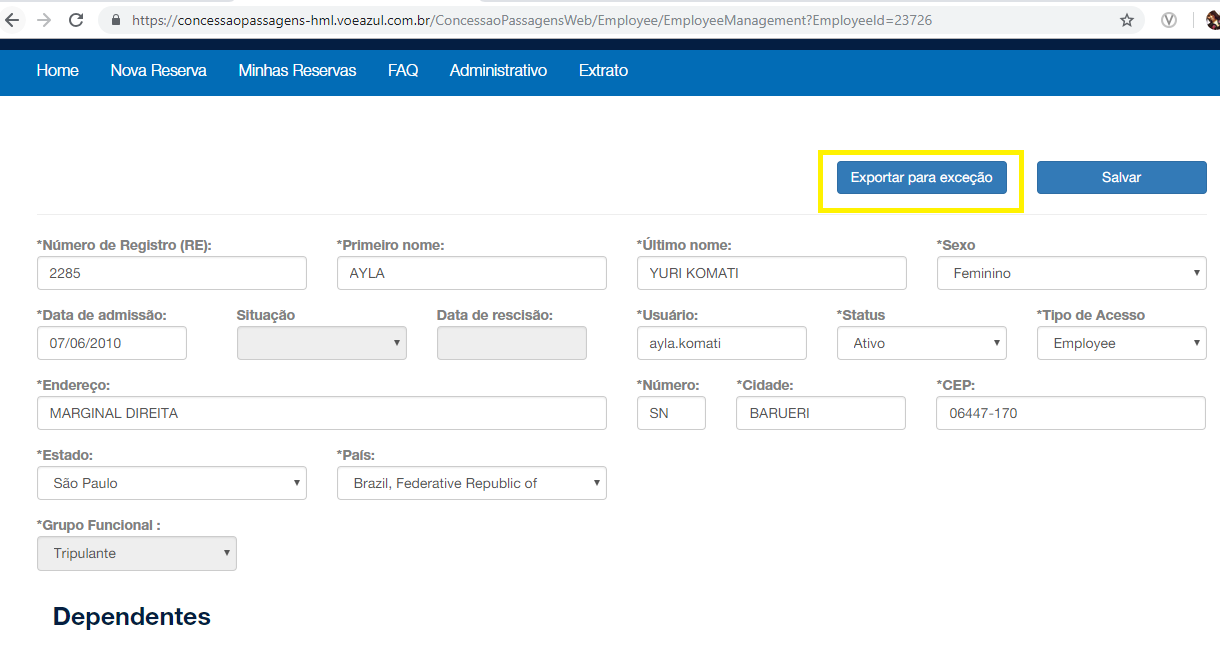 https://concessaopassagens-hml.voeazul.com.br/ConcessaoPassagensWeb/Employee/EmployeeManagement?EmployeeId=23726
Home Nova Reserva Minhas Reservas FAQ Administrativo Extrato
Exportar para exceção Salvar
*Número de Registro (RE): *Primeiro nome: *Último nome: *Sexo
2285 AYLA YURI KOMATI Feminino
*Data de admissão: Situação Data de rescisão: *Usuário: *Status *Tipo de Acesso
07/06/2010 ayla.komati Ativo Employee
*Endereço: *Número: *Cidade: *CEP:
MARGINAL DIREITA SN BARUERI 06447-170
*Estado: *País:
São Paulo Brazil, Federative Republic of
*Grupo Funcional :
Tripulante
Dependentes